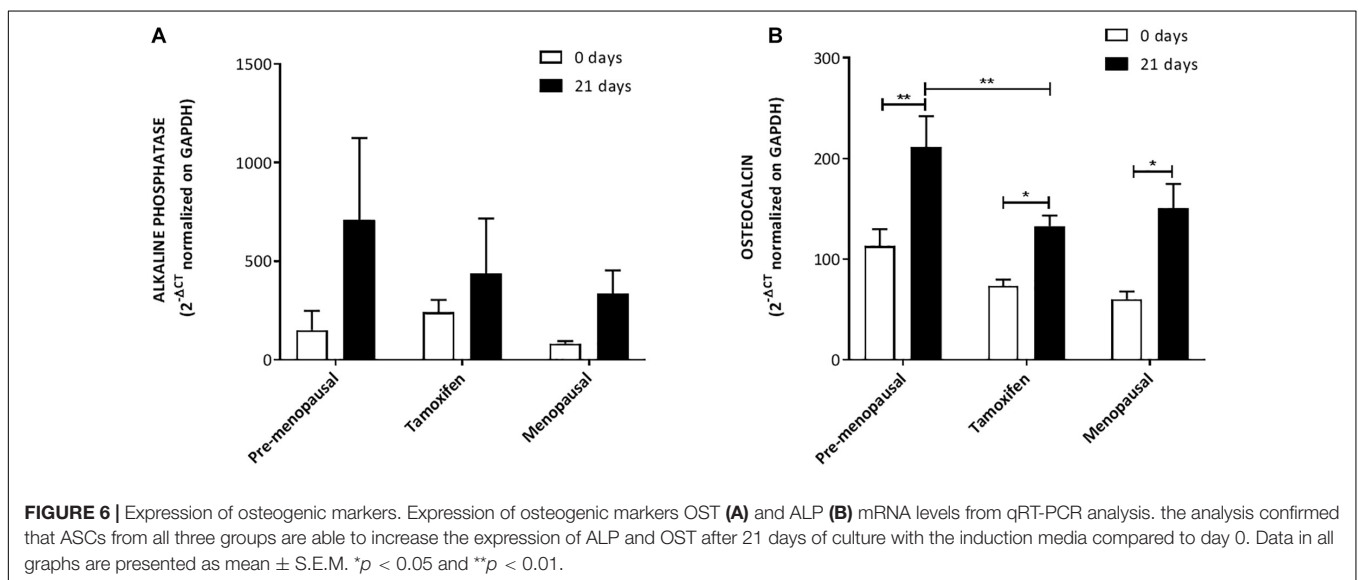 A
0 days
21 days
ALKALINE PHOSPHATASE
(2^-ΔCT normalized on GAPDH)
1500
1000
500
0
Pre-menopausal
Tamoxifen
Menopausal
B
0 days
21 days
OSTEOCALCIN
(2^-ΔCT normalized on GAPDH)
300
200
100
0
**
**
*
*
Pre-menopausal
Tamoxifen
Menopausal
FIGURE 6 | Expression of osteogenic markers. Expression of osteogenic markers OST (A) and ALP (B) mRNA levels from qRT-PCR analysis. the analysis confirmed
that ASCs from all three groups are able to increase the expression of ALP and OST after 21 days of culture with the induction media compared to day 0. Data in all
graphs are presented as mean ± S.E.M. *p < 0.05 and **p < 0.01.